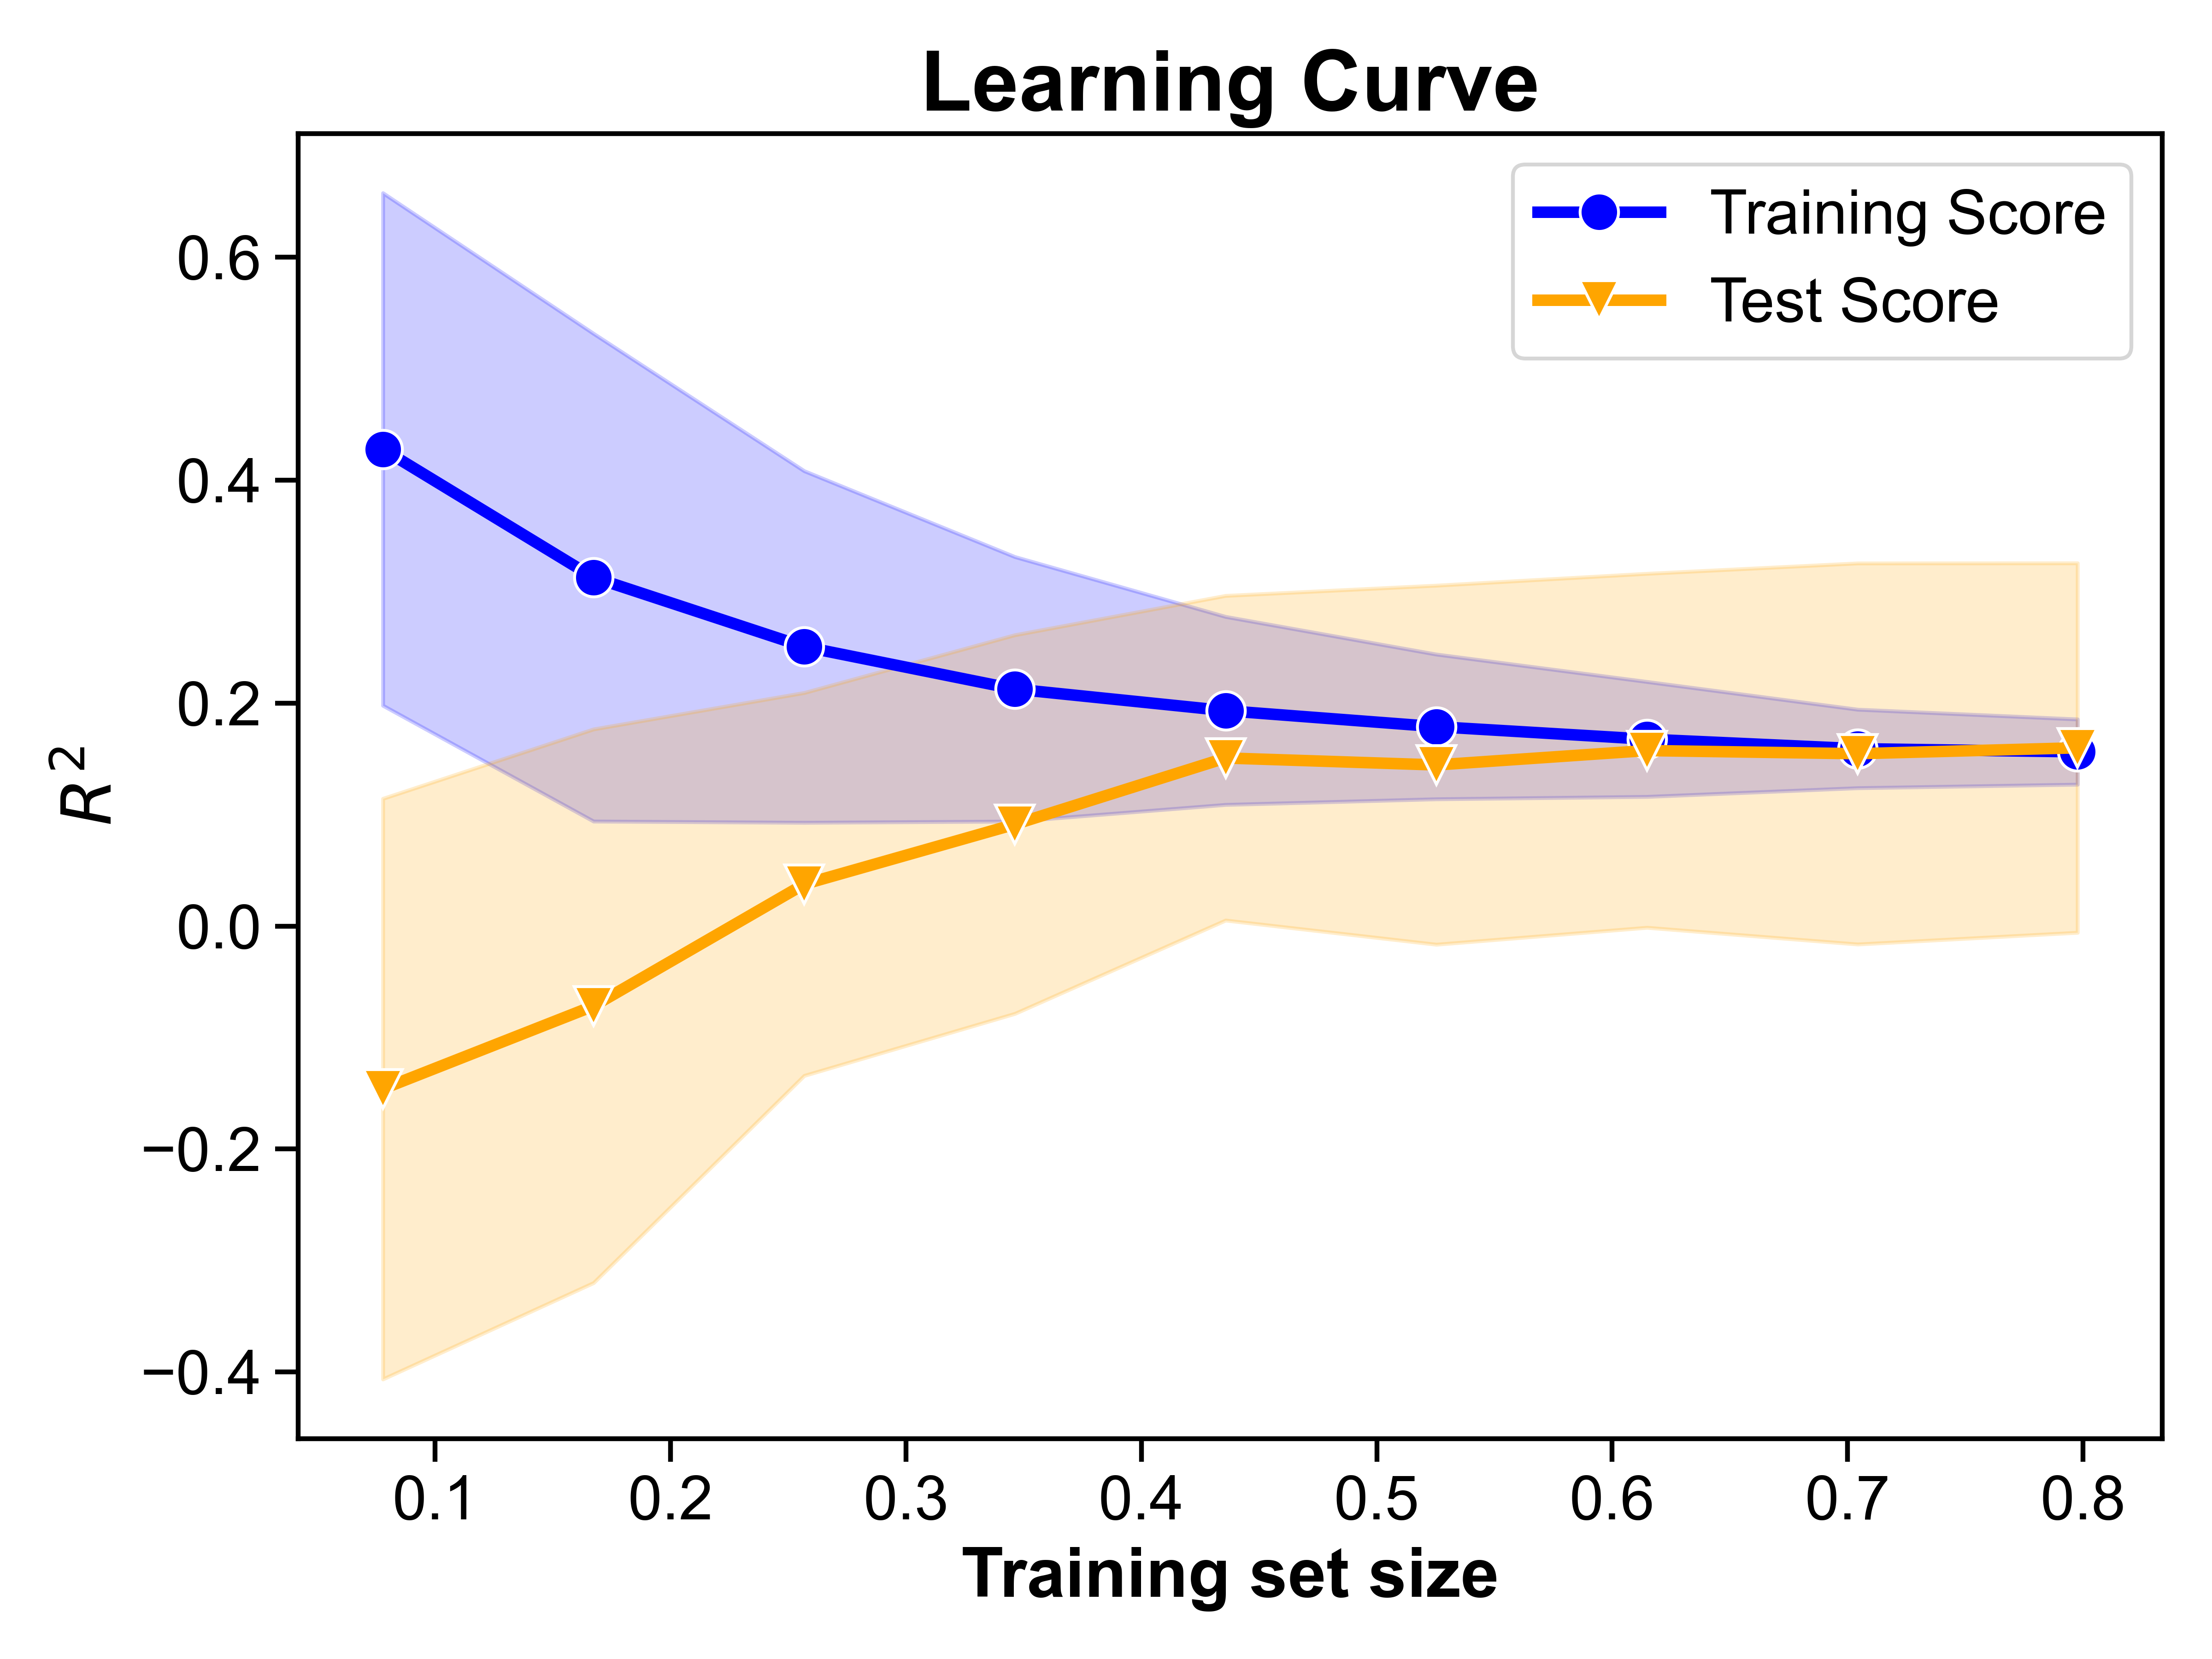 Learning Curve
Training Score
Test Score
R²
0.6
0.4
0.2
0.0
−0.2
−0.4
0.1 0.2 0.3 0.4 0.5 0.6 0.7 0.8
Training set size